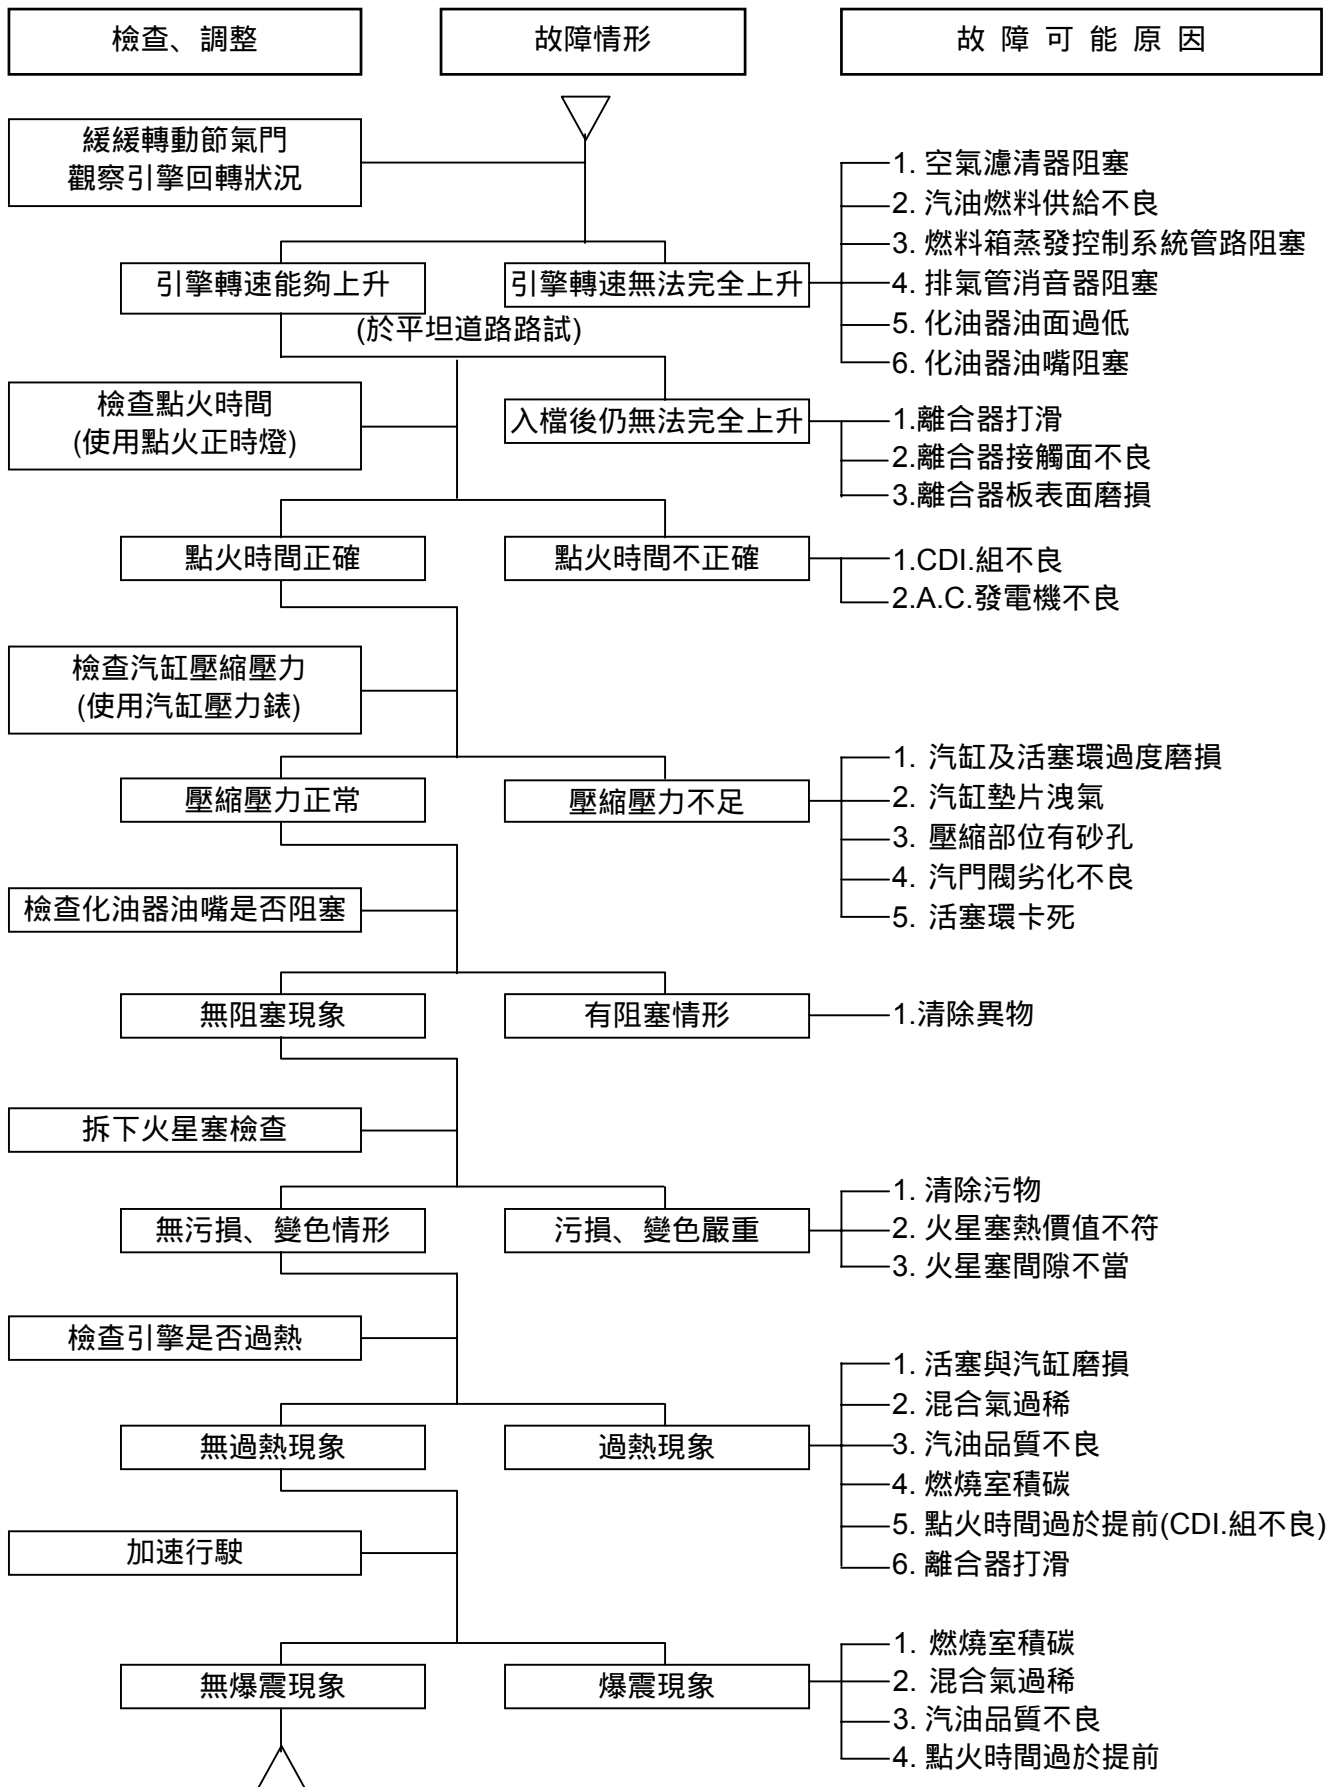 檢查、調整
故障情形
故障可能原因
緩緩轉動節氣門
觀察引擎回轉狀況
1. 空氣濾清器阻塞
2. 汽油燃料供給不良
3. 燃料箱蒸發控制系統管路阻塞
引擎轉速能夠上升
引擎轉速無法完全上升
4. 排氣管消音器阻塞
(於平坦道路路試)
5. 化油器油面過低
6. 化油器油嘴阻塞
檢查點火時間
(使用點火正時燈)
入檔後仍無法完全上升
1.離合器打滑
2.離合器接觸面不良
3.離合器板表面磨損
點火時間正確
點火時間不正確
1.CDI.組不良
2.A.C.發電機不良
檢查汽缸壓縮壓力
(使用汽缸壓力錶)
1. 汽缸及活塞環過度磨損
壓縮壓力正常
壓縮壓力不足
2. 汽缸墊片洩氣
3. 壓縮部位有砂孔
4. 汽門閥劣化不良
5. 活塞環卡死
檢查化油器油嘴是否阻塞
無阻塞現象
有阻塞情形
1.清除異物
拆下火星塞檢查
1. 清除污物
無污損、變色情形
污損、變色嚴重
2. 火星塞熱價值不符
3. 火星塞間隙不當
檢查引擎是否過熱
1. 活塞與汽缸磨損
2. 混合氣過稀
無過熱現象
過熱現象
3. 汽油品質不良
4. 燃燒室積碳
5. 點火時間過於提前(CDI.組不良)
6. 離合器打滑
加速行駛
1. 燃燒室積碳
無爆震現象
爆震現象
2. 混合氣過稀
3. 汽油品質不良
4. 點火時間過於提前